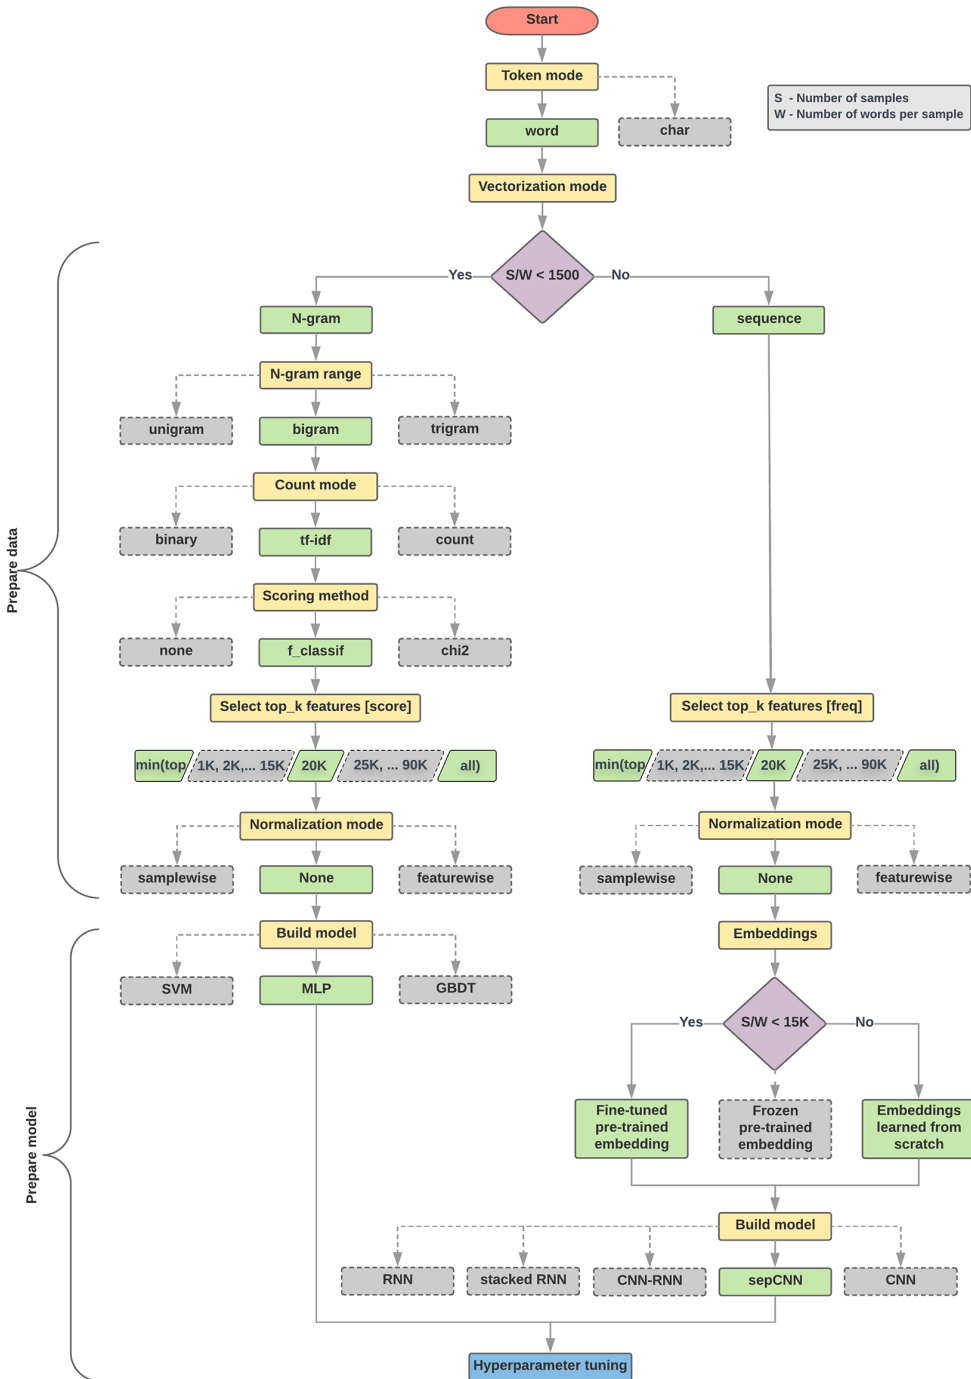 Start
Token mode
S - Number of samples
W - Number of words per sample
word
char
Vectorization mode
S/W < 1500
Yes
No
N-gram
sequence
N-gram range
unigram
bigram
trigram
Count mode
binary
tf-idf
count
Prepare data
Scoring method
none
f_classif
chi2
Select top_k features [score]
Select top_k features [freq]
min(top
1K, 2K,... 15K
20K
25K, ... 90K
all)
min(top
1K, 2K,... 15K
20K
25K, ... 90K
all)
Normalization mode
Normalization mode
samplewise
None
featurewise
samplewise
None
featurewise
Build model
Embeddings
SVM
MLP
GBDT
Yes
S/W < 15K
No
Prepare model
Fine-tuned
pre-trained
embedding
Frozen
pre-trained
embedding
Embeddings
learned from
scratch
Build model
RNN
stacked RNN
CNN-RNN
sepCNN
CNN
Hyperparameter tuning